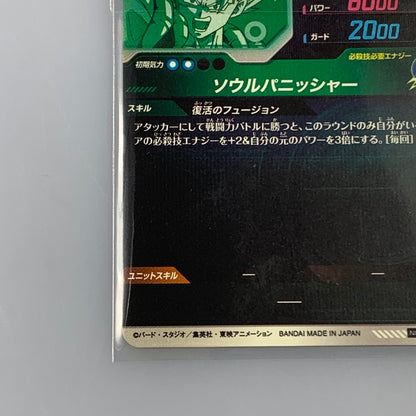 パワー 6000
ガード 2000
必殺技必要エナジー
初期気力
ソウルパニッシャー
スキル 復活のフュージョン
アタッカーにして戦闘力バトルに勝つと、このラウンドのみ自分が
アの必殺技エナジーを+2&自分の元のパワーを3倍にする。[毎回]
ユニットスキル — —
—
©バード・スタジオ/集英社・東映アニメーション BANDAI MADE IN JAPAN